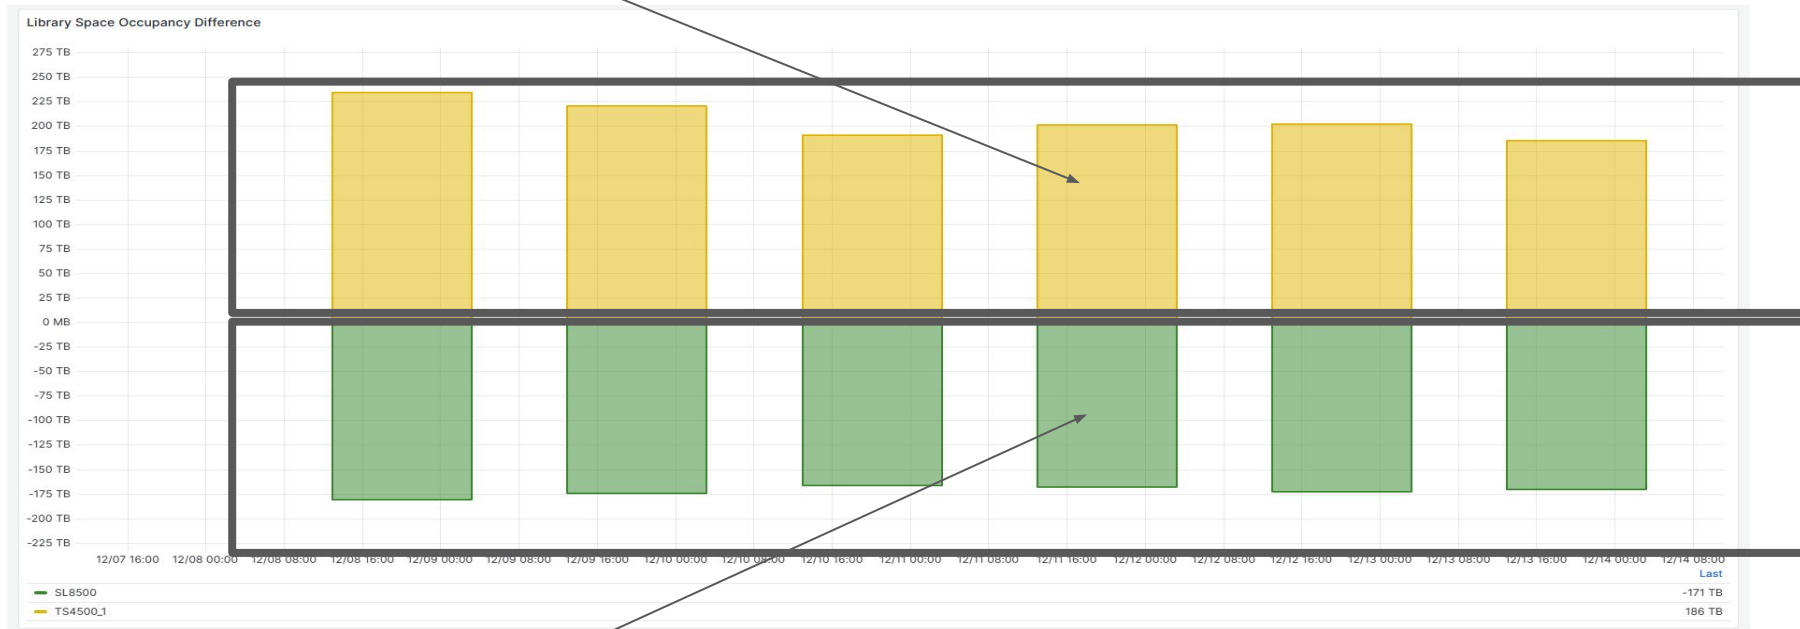 Library Space Occupancy Difference
275 TB
250 TB
225 TB
200 TB
175 TB
150 TB
125 TB
100 TB
75 TB
50 TB
25 TB
0 MB
-25 TB
-50 TB
-75 TB
-100 TB
-125 TB
-150 TB
-175 TB
-200 TB
-225 TB
12/07 16:00 12/08 00:00 12/08 08:00 12/08 16:00 12/09 00:00 12/09 08:00 12/09 16:00 12/10 00:00 12/10 08:00 12/10 16:00 12/11 00:00 12/11 08:00 12/11 16:00 12/12 00:00 12/12 08:00 12/12 16:00 12/13 00:00 12/13 08:00 12/13 16:00 12/14 00:00 12/14 08:00
Last
SL8500 -171 TB
TS4500_1 186 TB